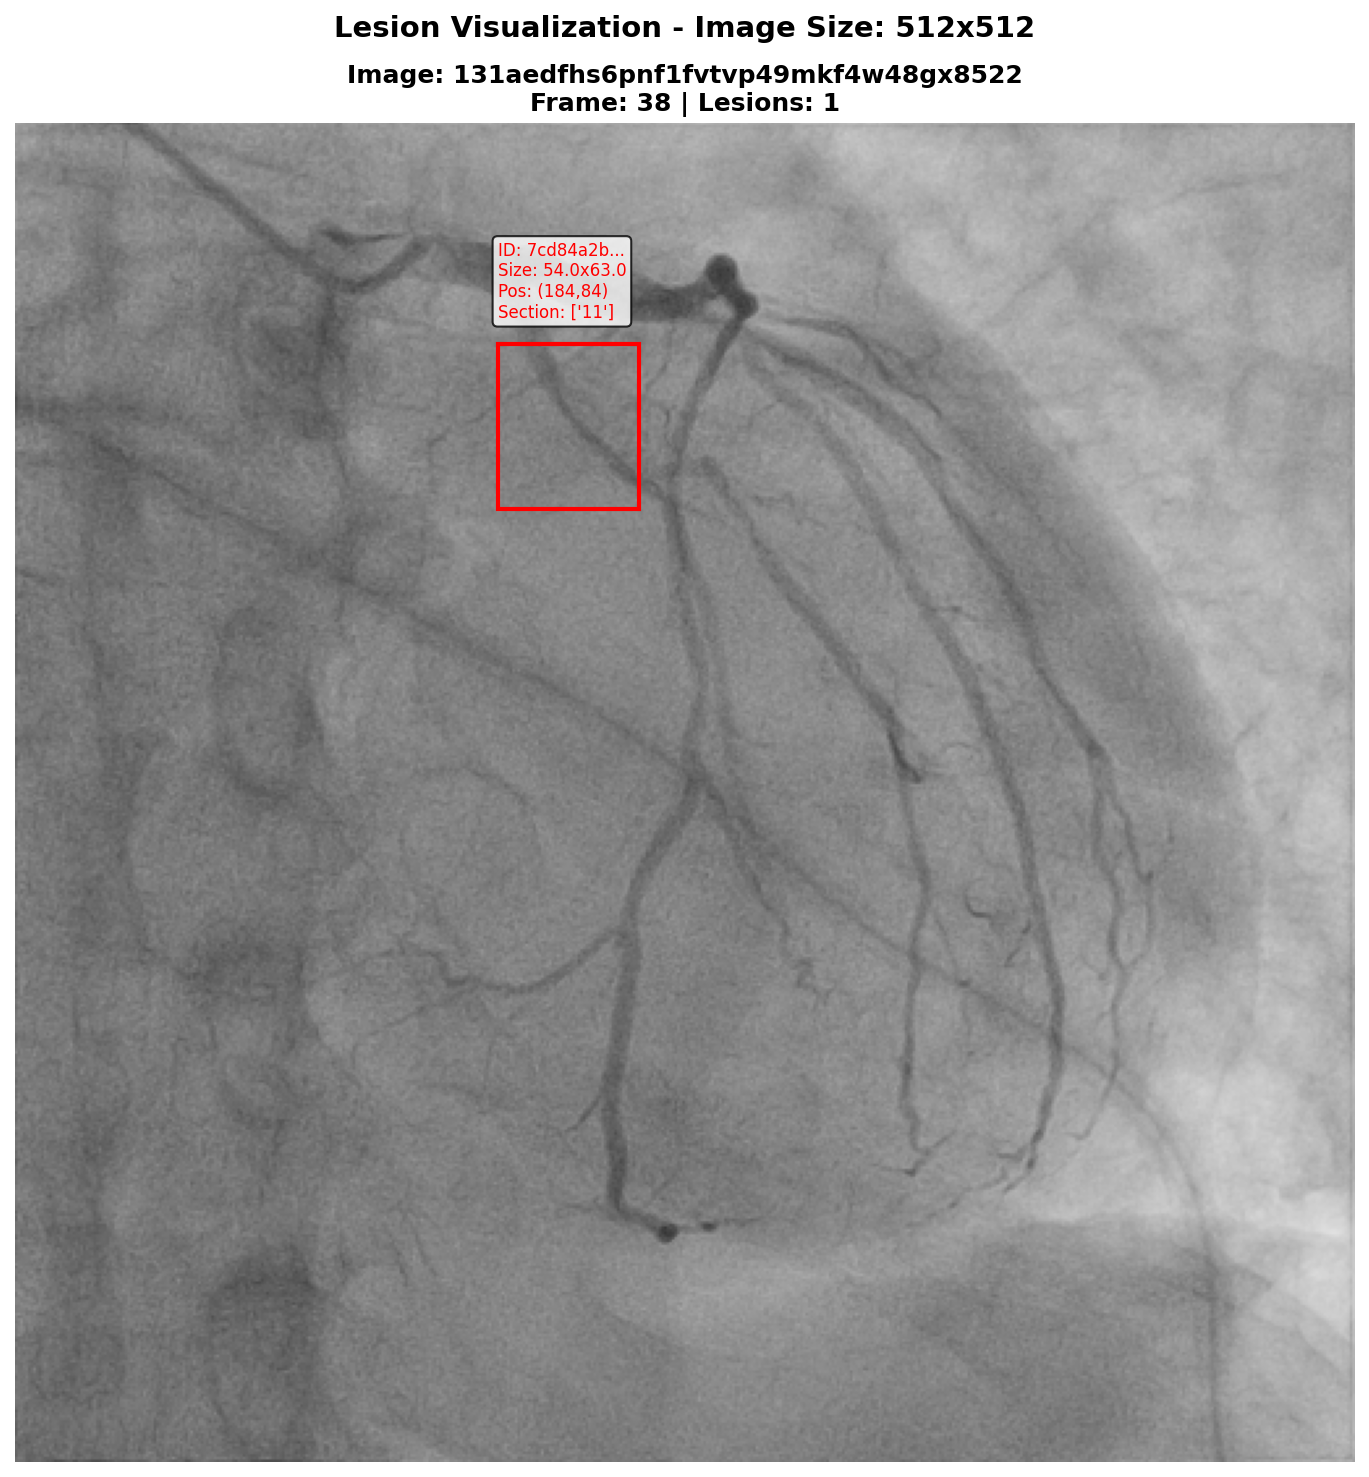 Lesion Visualization - Image Size: 512x512
Image: 131aedfhs6pnf1fvtvp49mkf4w48gx8522
Frame: 38 | Lesions: 1
ID: 7cd84a2b...
Size: 54.0x63.0
Pos: (184,84)
Section: ['11']